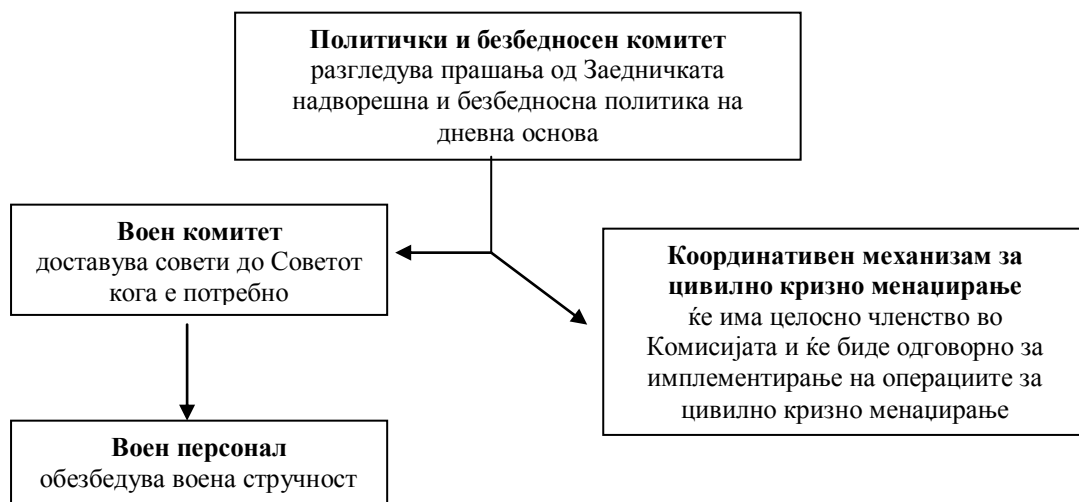 Политички и безбедносен комитет
разгледува прашања од Заедничката
надворешна и безбедносна политика на
дневна основа
Воен комитет
доставува совети до Советот
кога е потребно
Координативен механизам за
цивилно кризно менаџирање
ќе има целосно членство во
Комисијата и ќе биде одговорно за
имплементирање на операциите за
цивилно кризно менаџирање
Воен персонал
обезбедува воена стручност